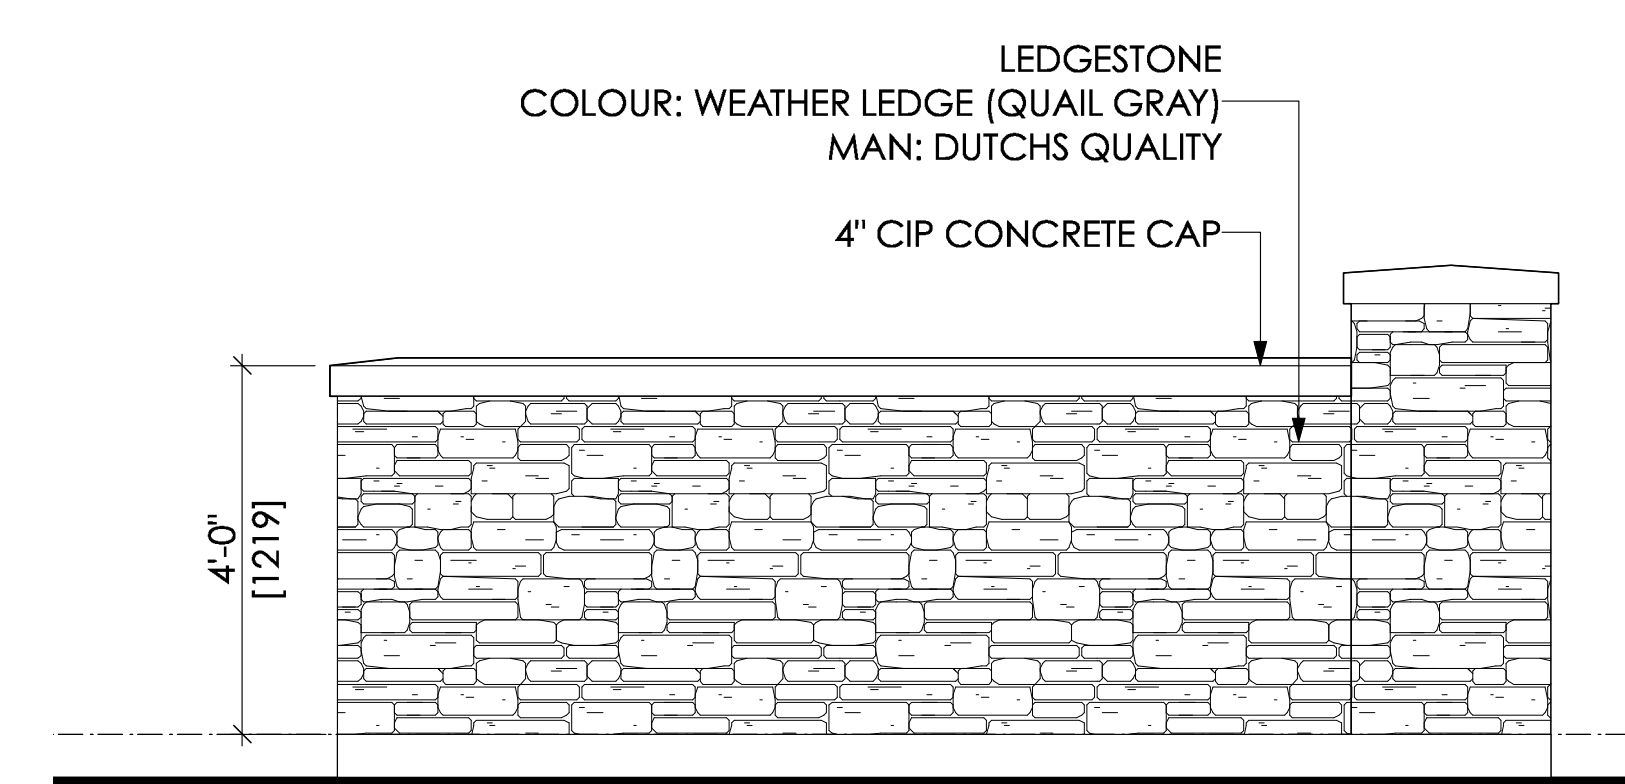 LEDGESTONE
COLOUR: WEATHER LEDGE (QUAIL GRAY)
MAN: DUTCHS QUALITY
4" CIP CONCRETE CAP
4'-0"
[1219]